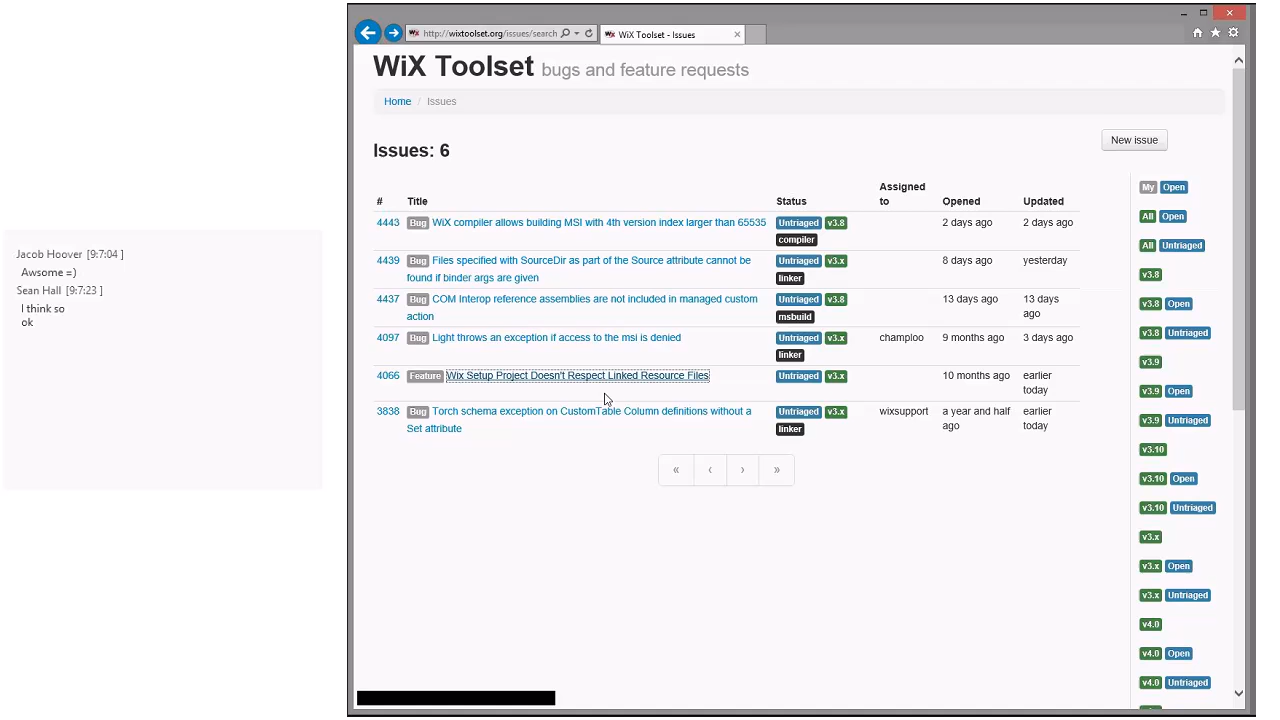 Jacob Hoover [9:7:04 ]
Awsome =)
Sean Hall [9:7:23 ]
I think so
ok
http://wixtoolset.org/issues/search
WiX Toolset - Issues
WiX Toolset bugs and feature requests
Home / Issues
Issues: 6
New issue
# Title Status Assigned to Opened Updated
4443 Bug WiX compiler allows building MSI with 4th version index larger than 65535 Untriaged v3.8 2 days ago 2 days ago
compiler
4439 Bug Files specified with SourceDir as part of the Source attribute cannot be Untriaged v3.x 8 days ago yesterday
found if binder args are given linker
4437 Bug COM Interop reference assemblies are not included in managed custom Untriaged v3.8 13 days ago 13 days
action msbuild ago
4097 Bug Light throws an exception if access to the msi is denied Untriaged v3.x champloo 9 months ago 3 days ago
linker
4066 Feature Wix Setup Project Doesn't Respect Linked Resource Files Untriaged v3.x 10 months ago earlier
today
3838 Bug Torch schema exception on CustomTable Column definitions without a Untriaged v3.x wixsupport a year and half earlier
Set attribute linker ago today
« ‹ › »
My Open
All Open
All Untriaged
v3.8
v3.8 Open
v3.8 Untriaged
v3.9
v3.9 Open
v3.9 Untriaged
v3.10
v3.10 Open
v3.10 Untriaged
v3.x
v3.x Open
v3.x Untriaged
v4.0
v4.0 Open
v4.0 Untriaged